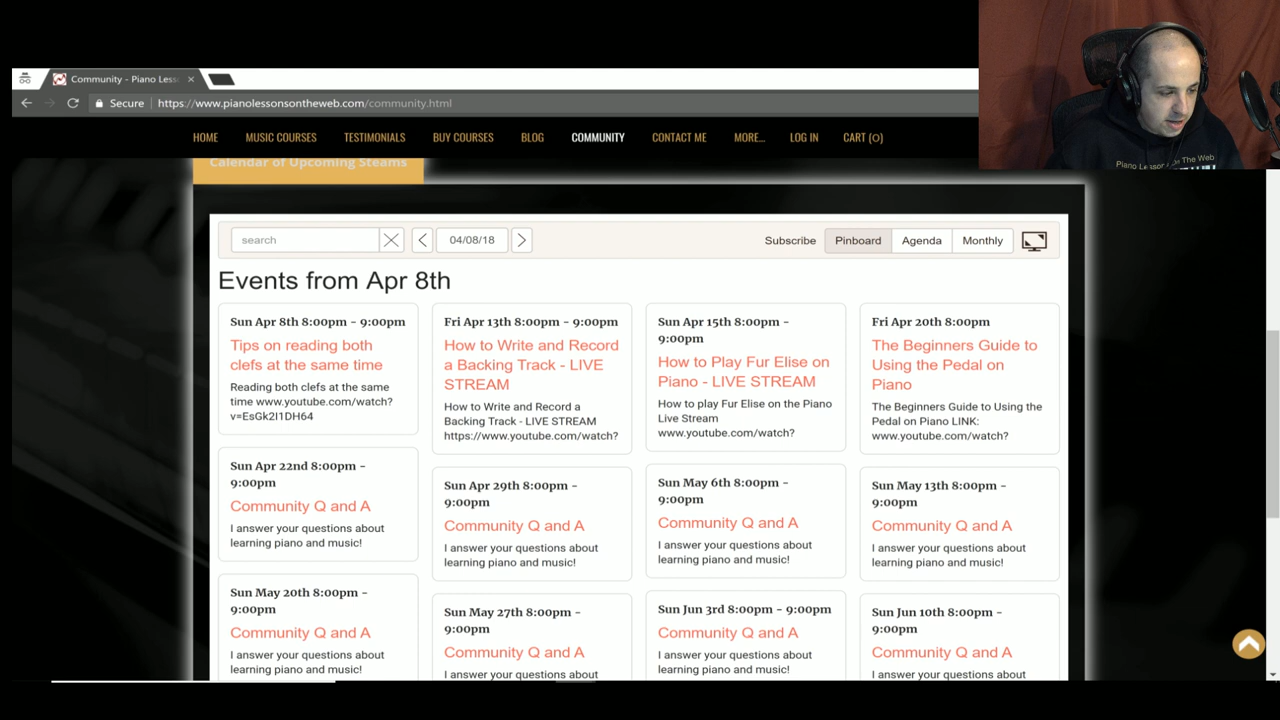 Community - Piano Less
Secure
https://www.pianolessonsontheweb.com/community.html
HOME
MUSIC COURSES
TESTIMONIALS
BUY COURSES
BLOG
COMMUNITY
CONTACT ME
MORE...
LOG IN
CART (0)
Calendar of Upcoming Steams
search
04/08/18
Subscribe
Pinboard
Agenda
Monthly
Events from Apr 8th
Sun Apr 8th 8:00pm - 9:00pm
Tips on reading both
clefs at the same time
Reading both clefs at the same
time www.youtube.com/watch?
v=EsGk2I1DH64
Fri Apr 13th 8:00pm - 9:00pm
How to Write and Record
a Backing Track - LIVE
STREAM
How to Write and Record a
Backing Track - LIVE STREAM
https://www.youtube.com/watch?
Sun Apr 15th 8:00pm -
9:00pm
How to Play Fur Elise on
Piano - LIVE STREAM
How to play Fur Elise on the Piano
Live Stream
www.youtube.com/watch?
Fri Apr 20th 8:00pm
The Beginners Guide to
Using the Pedal on
Piano
The Beginners Guide to Using the
Pedal on Piano LINK:
www.youtube.com/watch?
Sun Apr 22nd 8:00pm -
9:00pm
Community Q and A
I answer your questions about
learning piano and music!
Sun Apr 29th 8:00pm -
9:00pm
Community Q and A
I answer your questions about
learning piano and music!
Sun May 6th 8:00pm -
9:00pm
Community Q and A
I answer your questions about
learning piano and music!
Sun May 13th 8:00pm -
9:00pm
Community Q and A
I answer your questions about
learning piano and music!
Sun May 20th 8:00pm -
9:00pm
Community Q and A
I answer your questions about
learning piano and music!
Sun May 27th 8:00pm -
9:00pm
Community Q and A
I answer your questions about
Sun Jun 3rd 8:00pm - 9:00pm
Community Q and A
I answer your questions about
learning piano and music!
Sun Jun 10th 8:00pm -
9:00pm
Community Q and A
I answer your questions about
Piano Lessons On The Web